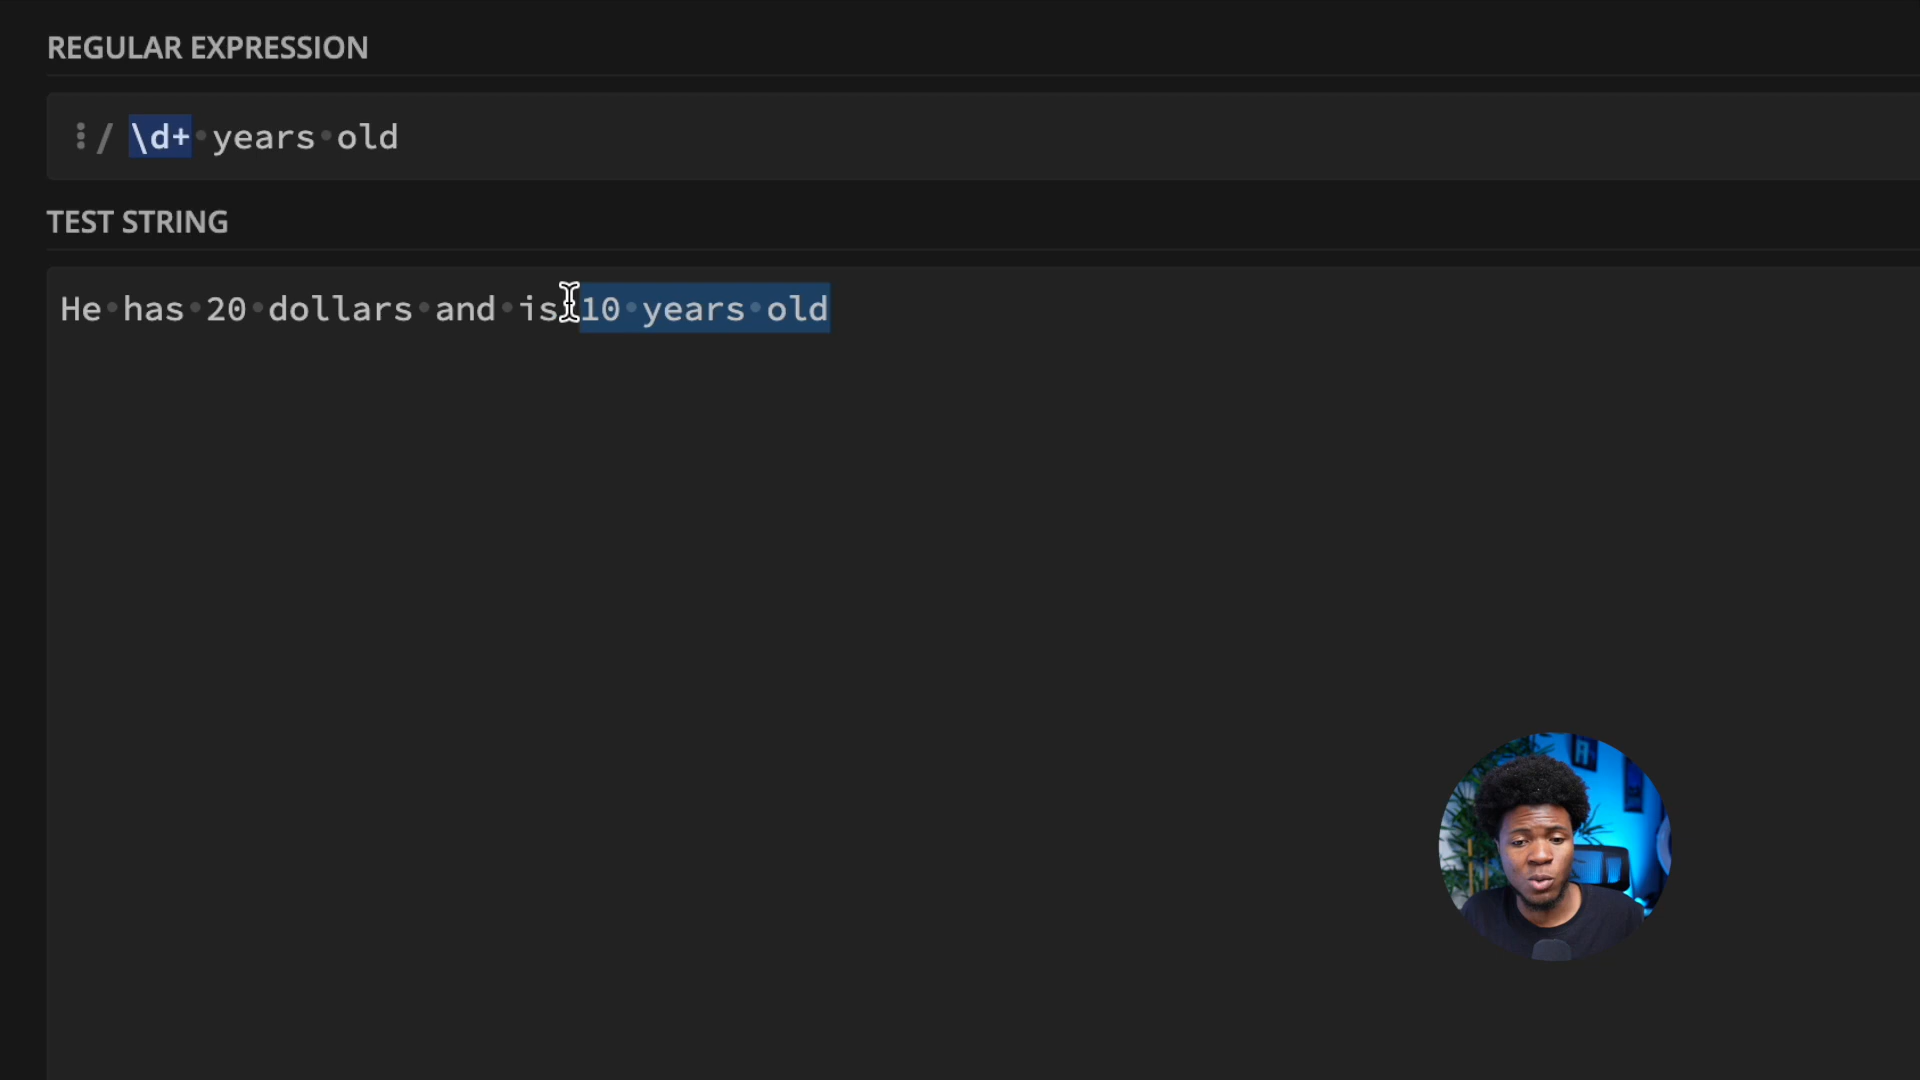 REGULAR EXPRESSION
/ \d+ years old
TEST STRING
He has 20 dollars and is 10 years old